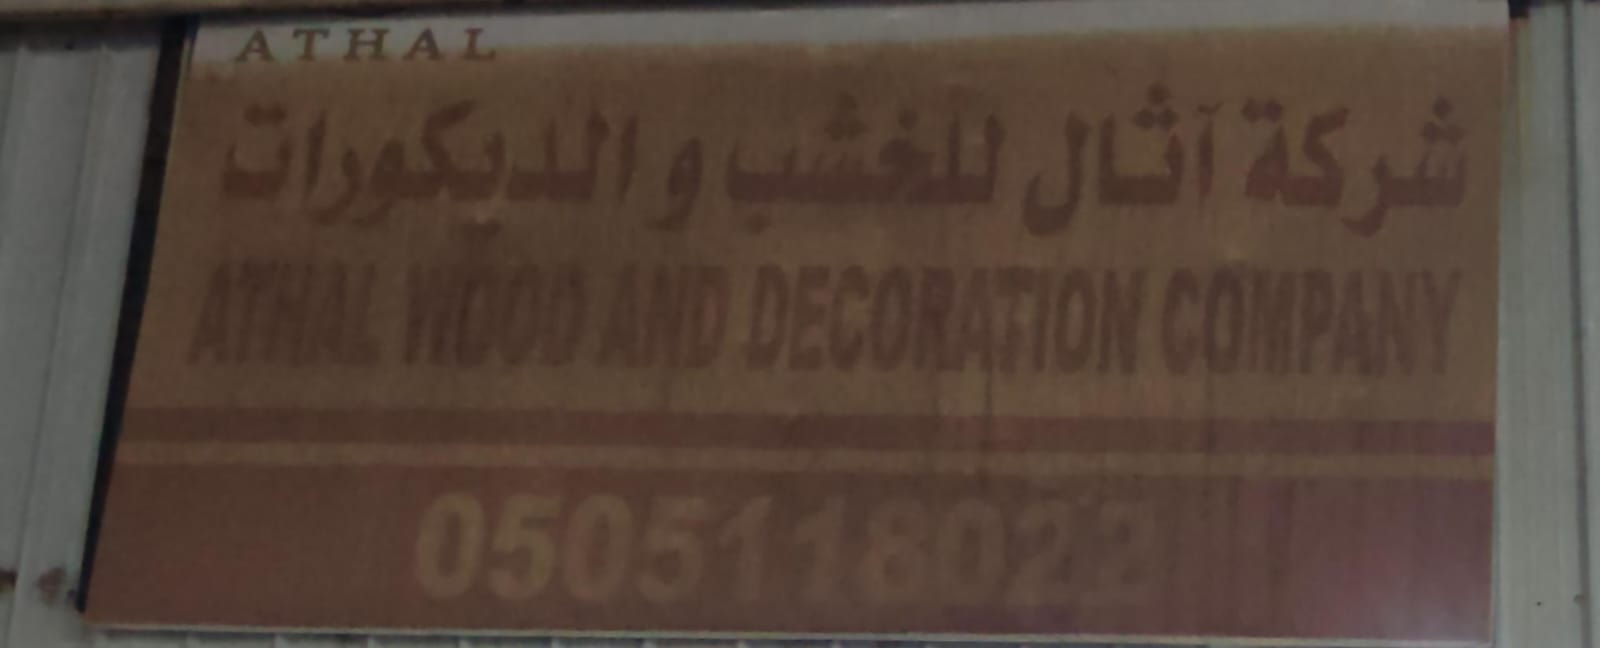 ATHAL
شركة آثال للخشب و الديكورات
ATHAL WOOD AND DECORATION COMPANY
0505118022